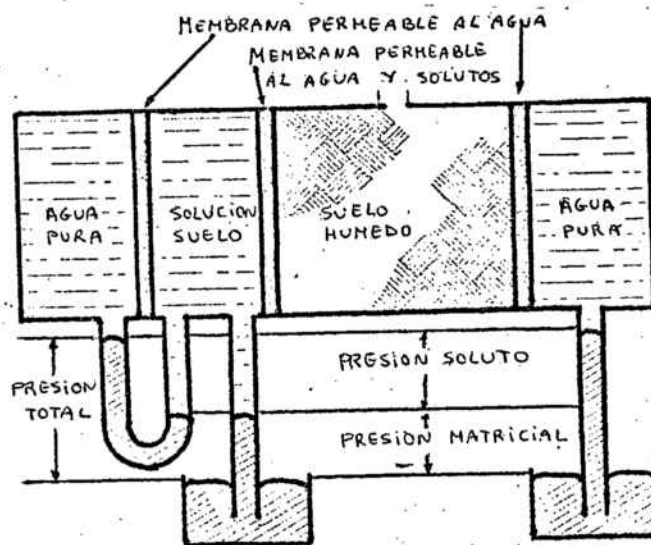 MEMBRANA PERMEABLE AL AGUA
MEMBRANA PERMEABLE
AL AGUA Y SOLUTOS
AGUA
PURA
SOLUCION
SUELO
SUELO
HUMEDO
AGUA
PURA
PRESION
TOTAL
PRESION SOLUTO
PRESION MATRICIAL